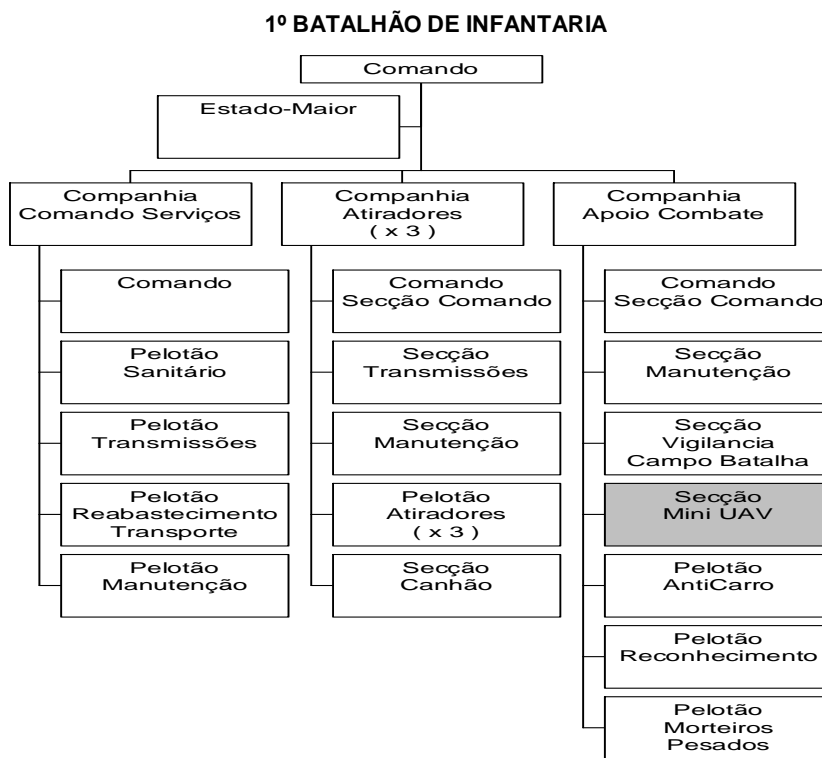 1º BATALHÃO DE INFANTARIA
Comando
Estado-Maior
Companhia
Comando Serviços
Comando
Pelotão
Sanitário
Pelotão
Transmissões
Pelotão
Reabastecimento
Transporte
Pelotão
Manutenção
Companhia
Atiradores
( x 3 )
Comando
Secção Comando
Secção
Transmissões
Secção
Manutenção
Pelotão
Atiradores
( x 3 )
Secção
Canhão
Companhia
Apoio Combate
Comando
Secção Comando
Secção
Manutenção
Secção
Vigilancia
Campo Batalha
Secção
Mini UAV
Pelotão
AntiCarro
Pelotão
Reconhecimento
Pelotão
Morteiros
Pesados